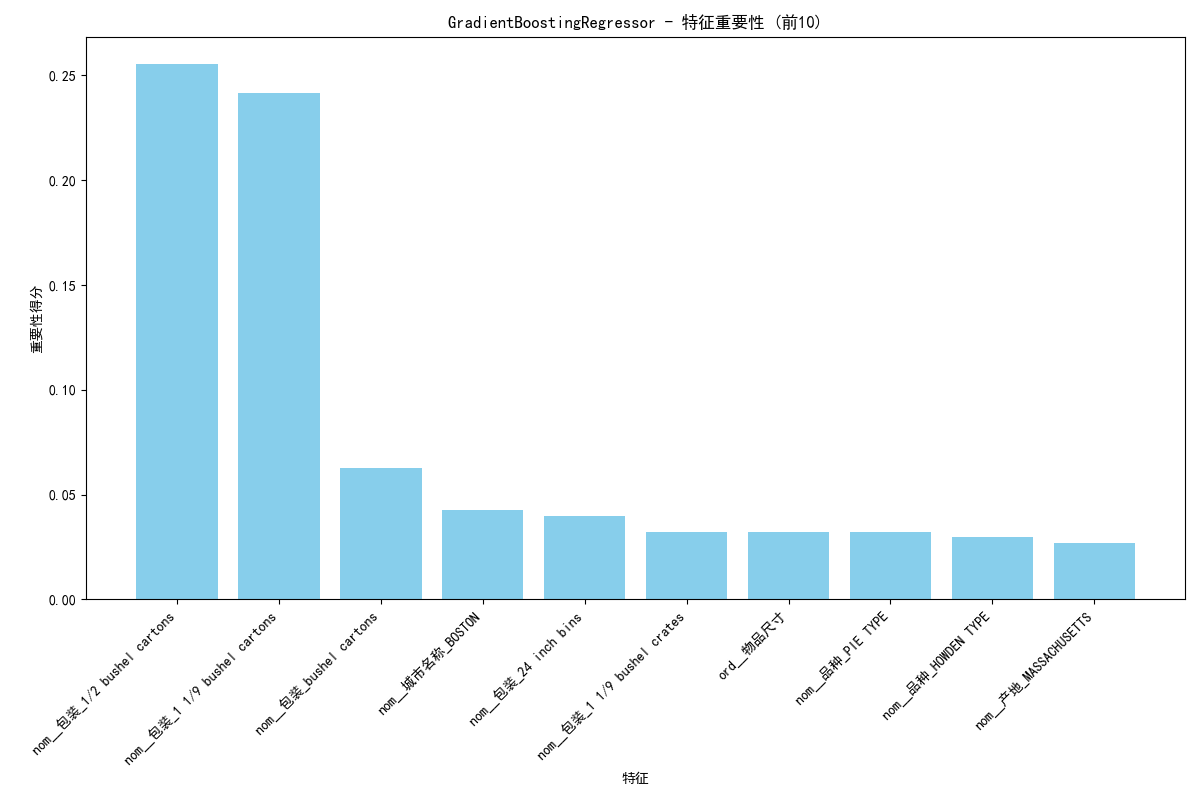 GradientBoostingRegressor - 特征重要性 (前10)
重要性得分
0.25
0.20
0.15
0.10
0.05
0.00
nom__包装_1/2 bushel cartons
nom__包装_1 1/9 bushel cartons
nom__包装_bushel cartons
nom__城市名称_BOSTON
nom__包装_24 inch bins
nom__包装_1 1/9 bushel crates
ord__物品尺寸
nom__品种_PIE TYPE
nom__品种_HOWDEN TYPE
nom__产地_MASSACHUSETTS
特征